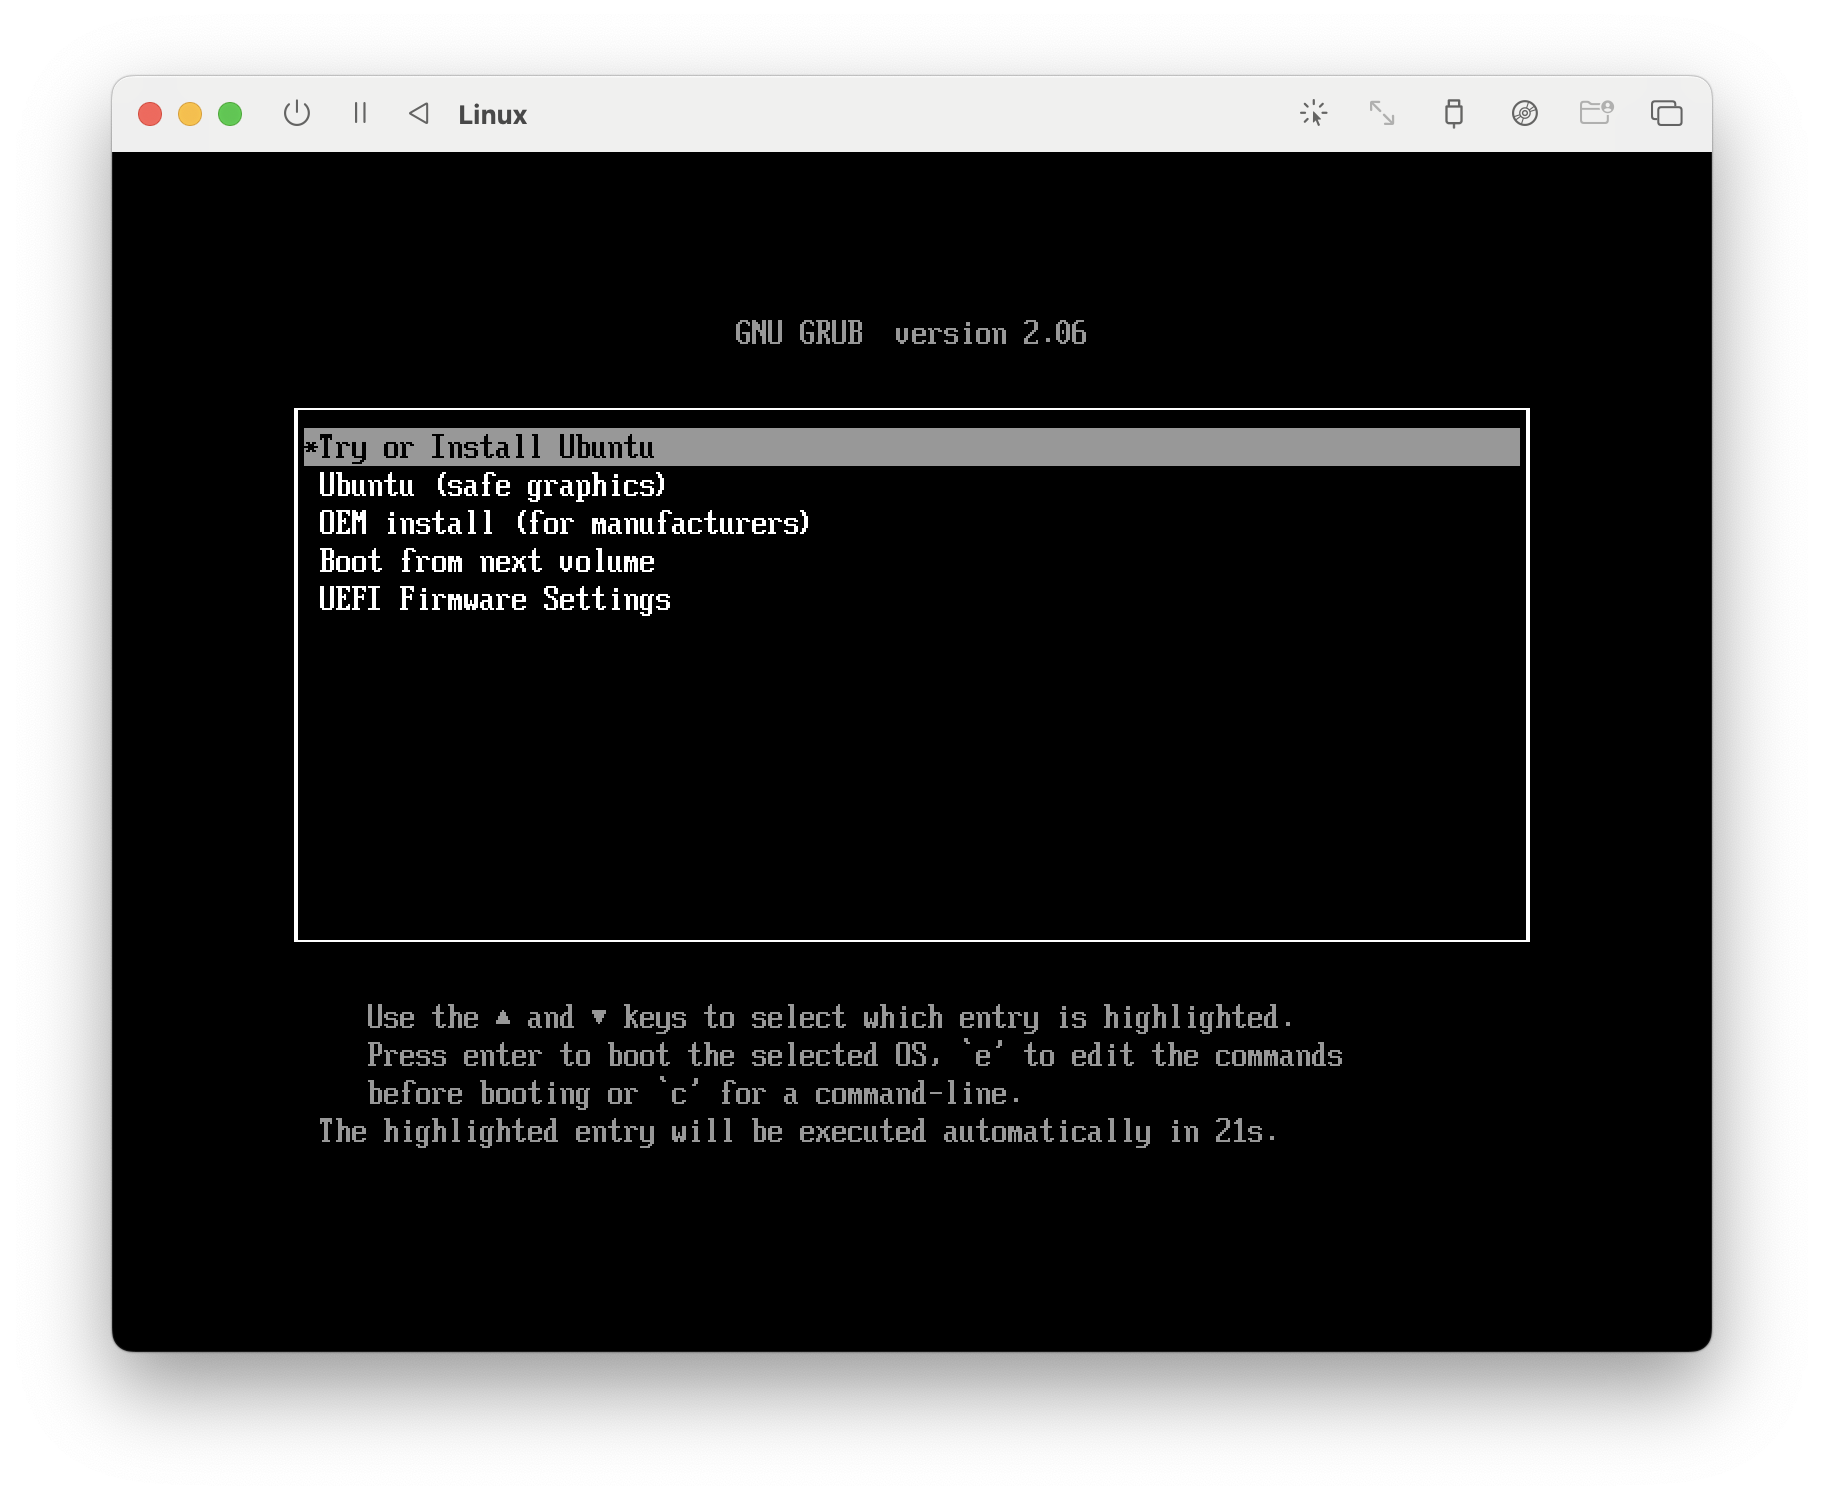 Linux
GNU GRUB  version 2.06
*Try or Install Ubuntu
Ubuntu (safe graphics)
OEM install (for manufacturers)
Boot from next volume
UEFI Firmware Settings
Use the ▲ and ▼ keys to select which entry is highlighted.
Press enter to boot the selected OS, `e' to edit the commands
before booting or `c' for a command-line.
The highlighted entry will be executed automatically in 21s.